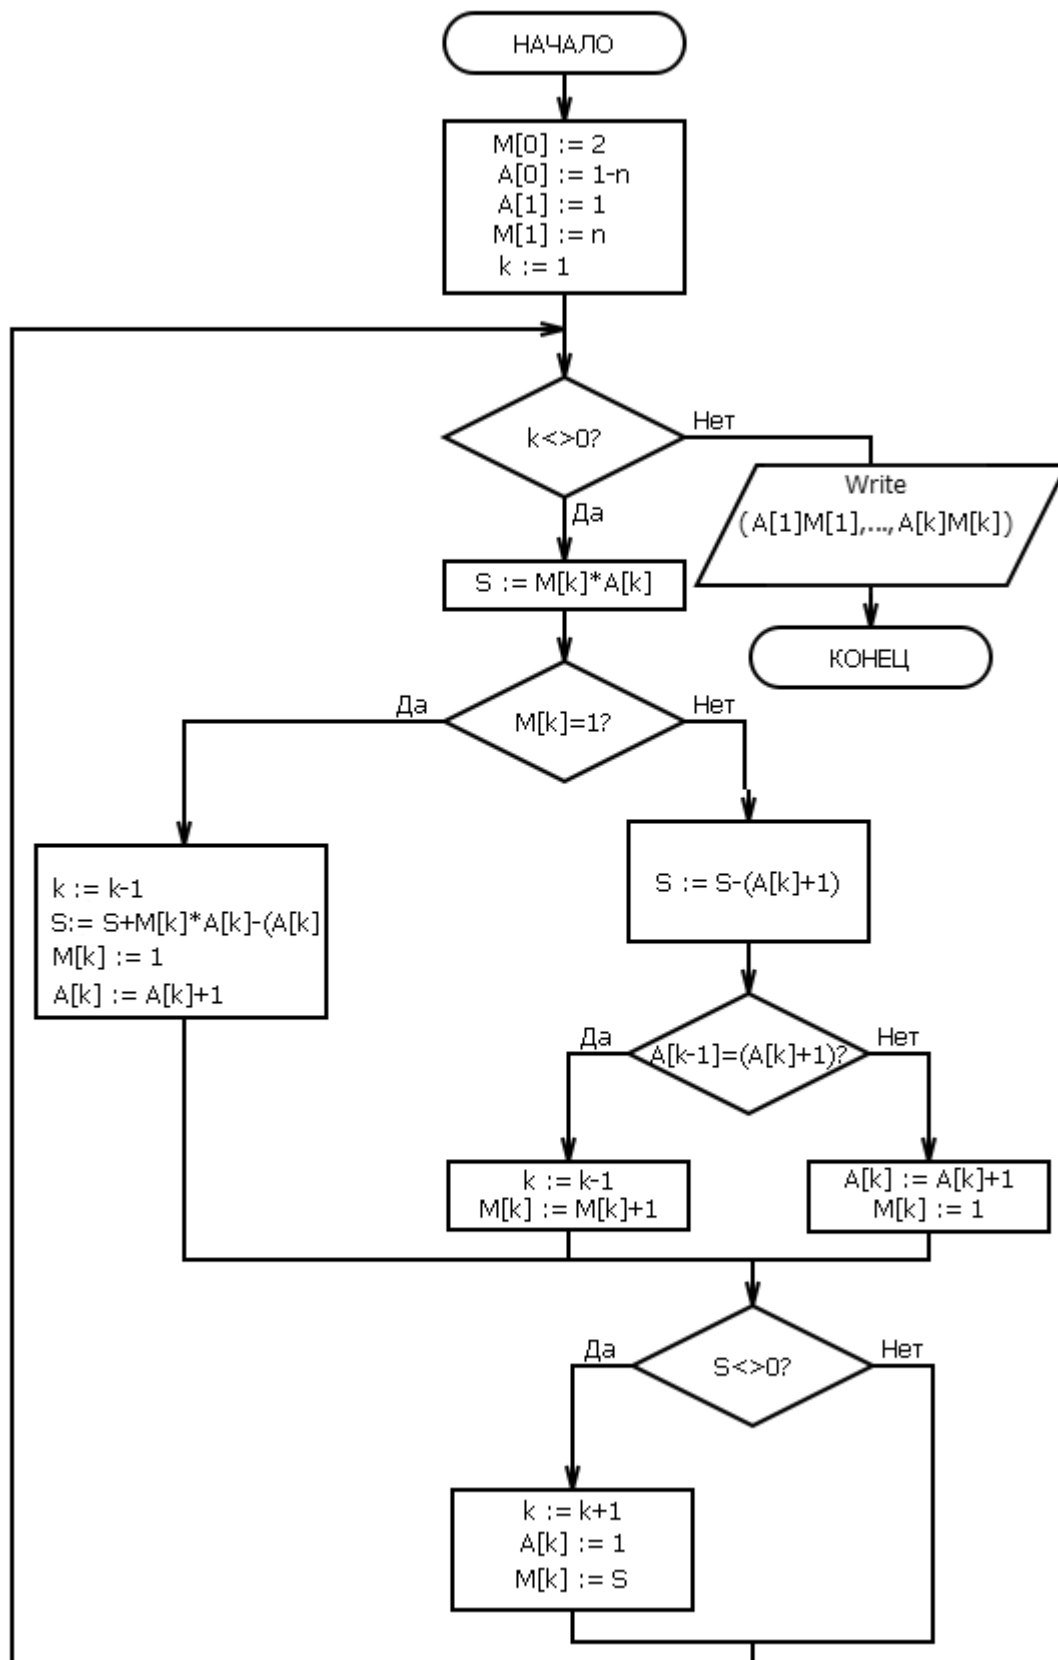 НАЧАЛО
M[0] := 2
A[0] := 1-n
A[1] := 1
M[1] := n
k := 1
k<>0?
Нет
Да
Write
(A[1]M[1],...,A[k]M[k])
S := M[k]*A[k]
КОНЕЦ
Да
M[k]=1?
Нет
k := k-1
S:= S+M[k]*A[k]-(A[k]
M[k] := 1
A[k] := A[k]+1
S := S-(A[k]+1)
Да
A[k-1]=(A[k]+1)?
Нет
k := k-1
M[k] := M[k]+1
A[k] := A[k]+1
M[k] := 1
Да
S<>0?
Нет
k := k+1
A[k] := 1
M[k] := S